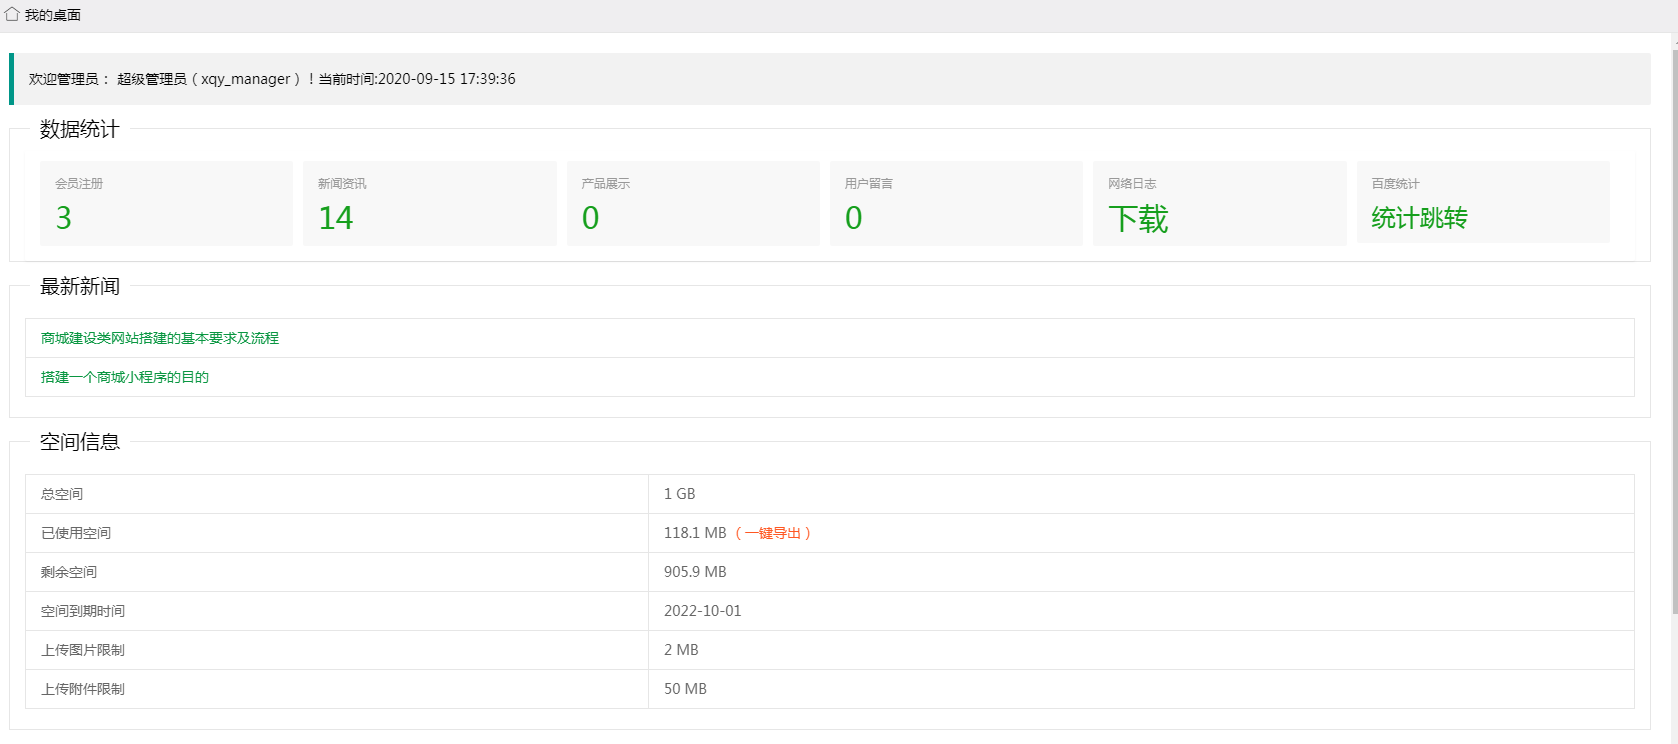 我的桌面
欢迎管理员： 超级管理员（xqy_manager）！当前时间:2020-09-15 17:39:36
数据统计
会员注册 新闻资讯 产品展示 用户留言 网络日志 百度统计
3 14 0 0 下载 统计跳转
最新新闻
商城建设类网站搭建的基本要求及流程
搭建一个商城小程序的目的
空间信息
总空间 1 GB
已使用空间 118.1 MB（一键导出）
剩余空间 905.9 MB
空间到期时间 2022-10-01
上传图片限制 2 MB
上传附件限制 50 MB